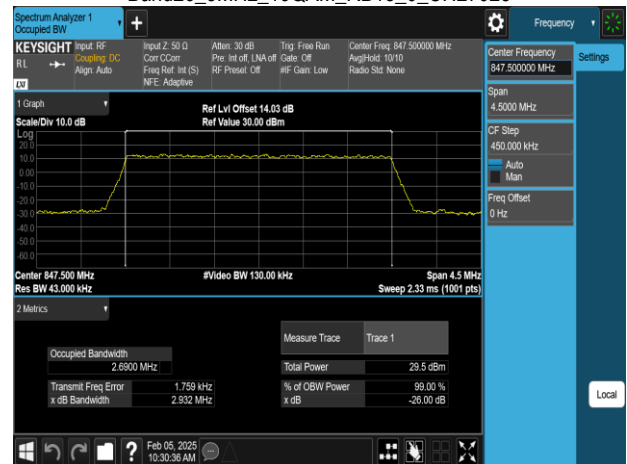 Spectrum Analyzer 1
Occupied BW
Frequency
KEYSIGHT
RL
LXI
Input: RF
Coupling: DC
Align: Auto
Input Z: 50 Ω
Corr CCorr
Freq Ref: Int (S)
NFE: Adaptive
Atten: 30 dB
Pre: Int off, LNA off
RF Preset: Off
Trig: Free Run
Gate: Off
#IF Gain: Low
Center Freq: 847.500000 MHz
Avg|Hold: 10/10
Radio Std: None
Center Frequency
847.500000 MHz
Settings
Span
4.5000 MHz
CF Step
450.000 kHz
Auto
Man
Freq Offset
0 Hz
Local
1 Graph
Scale/Div 10.0 dB
Ref Lvl Offset 14.03 dB
Ref Value 30.00 dBm
Log
20.0
10.0
0.00
-10.0
-20.0
-30.0
-40.0
-50.0
-60.0
Center 847.500 MHz
#Video BW 130.00 kHz
Span 4.5 MHz
Res BW 43.000 kHz
Sweep 2.33 ms (1001 pts)
2 Metrics
Measure Trace
Trace 1
Occupied Bandwidth
2.6900 MHz
Total Power
29.5 dBm
Transmit Freq Error
1.759 kHz
% of OBW Power
99.00 %
x dB Bandwidth
2.932 MHz
x dB
-26.00 dB
?
Feb 05, 2025
10:30:36 AM